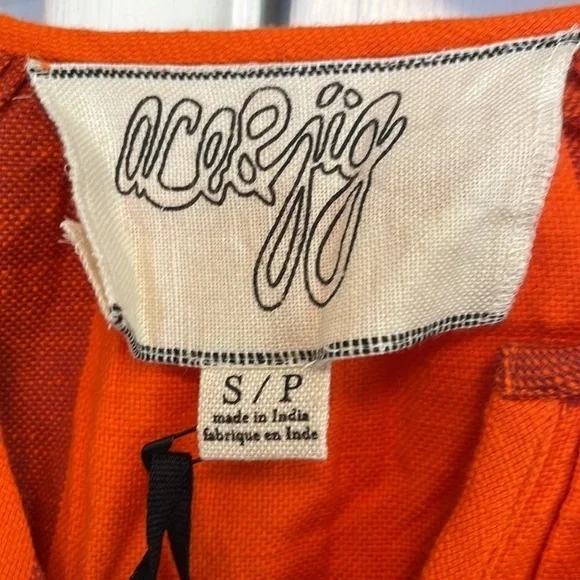 ace&jig
S / P
made in India
fabrique en Inde